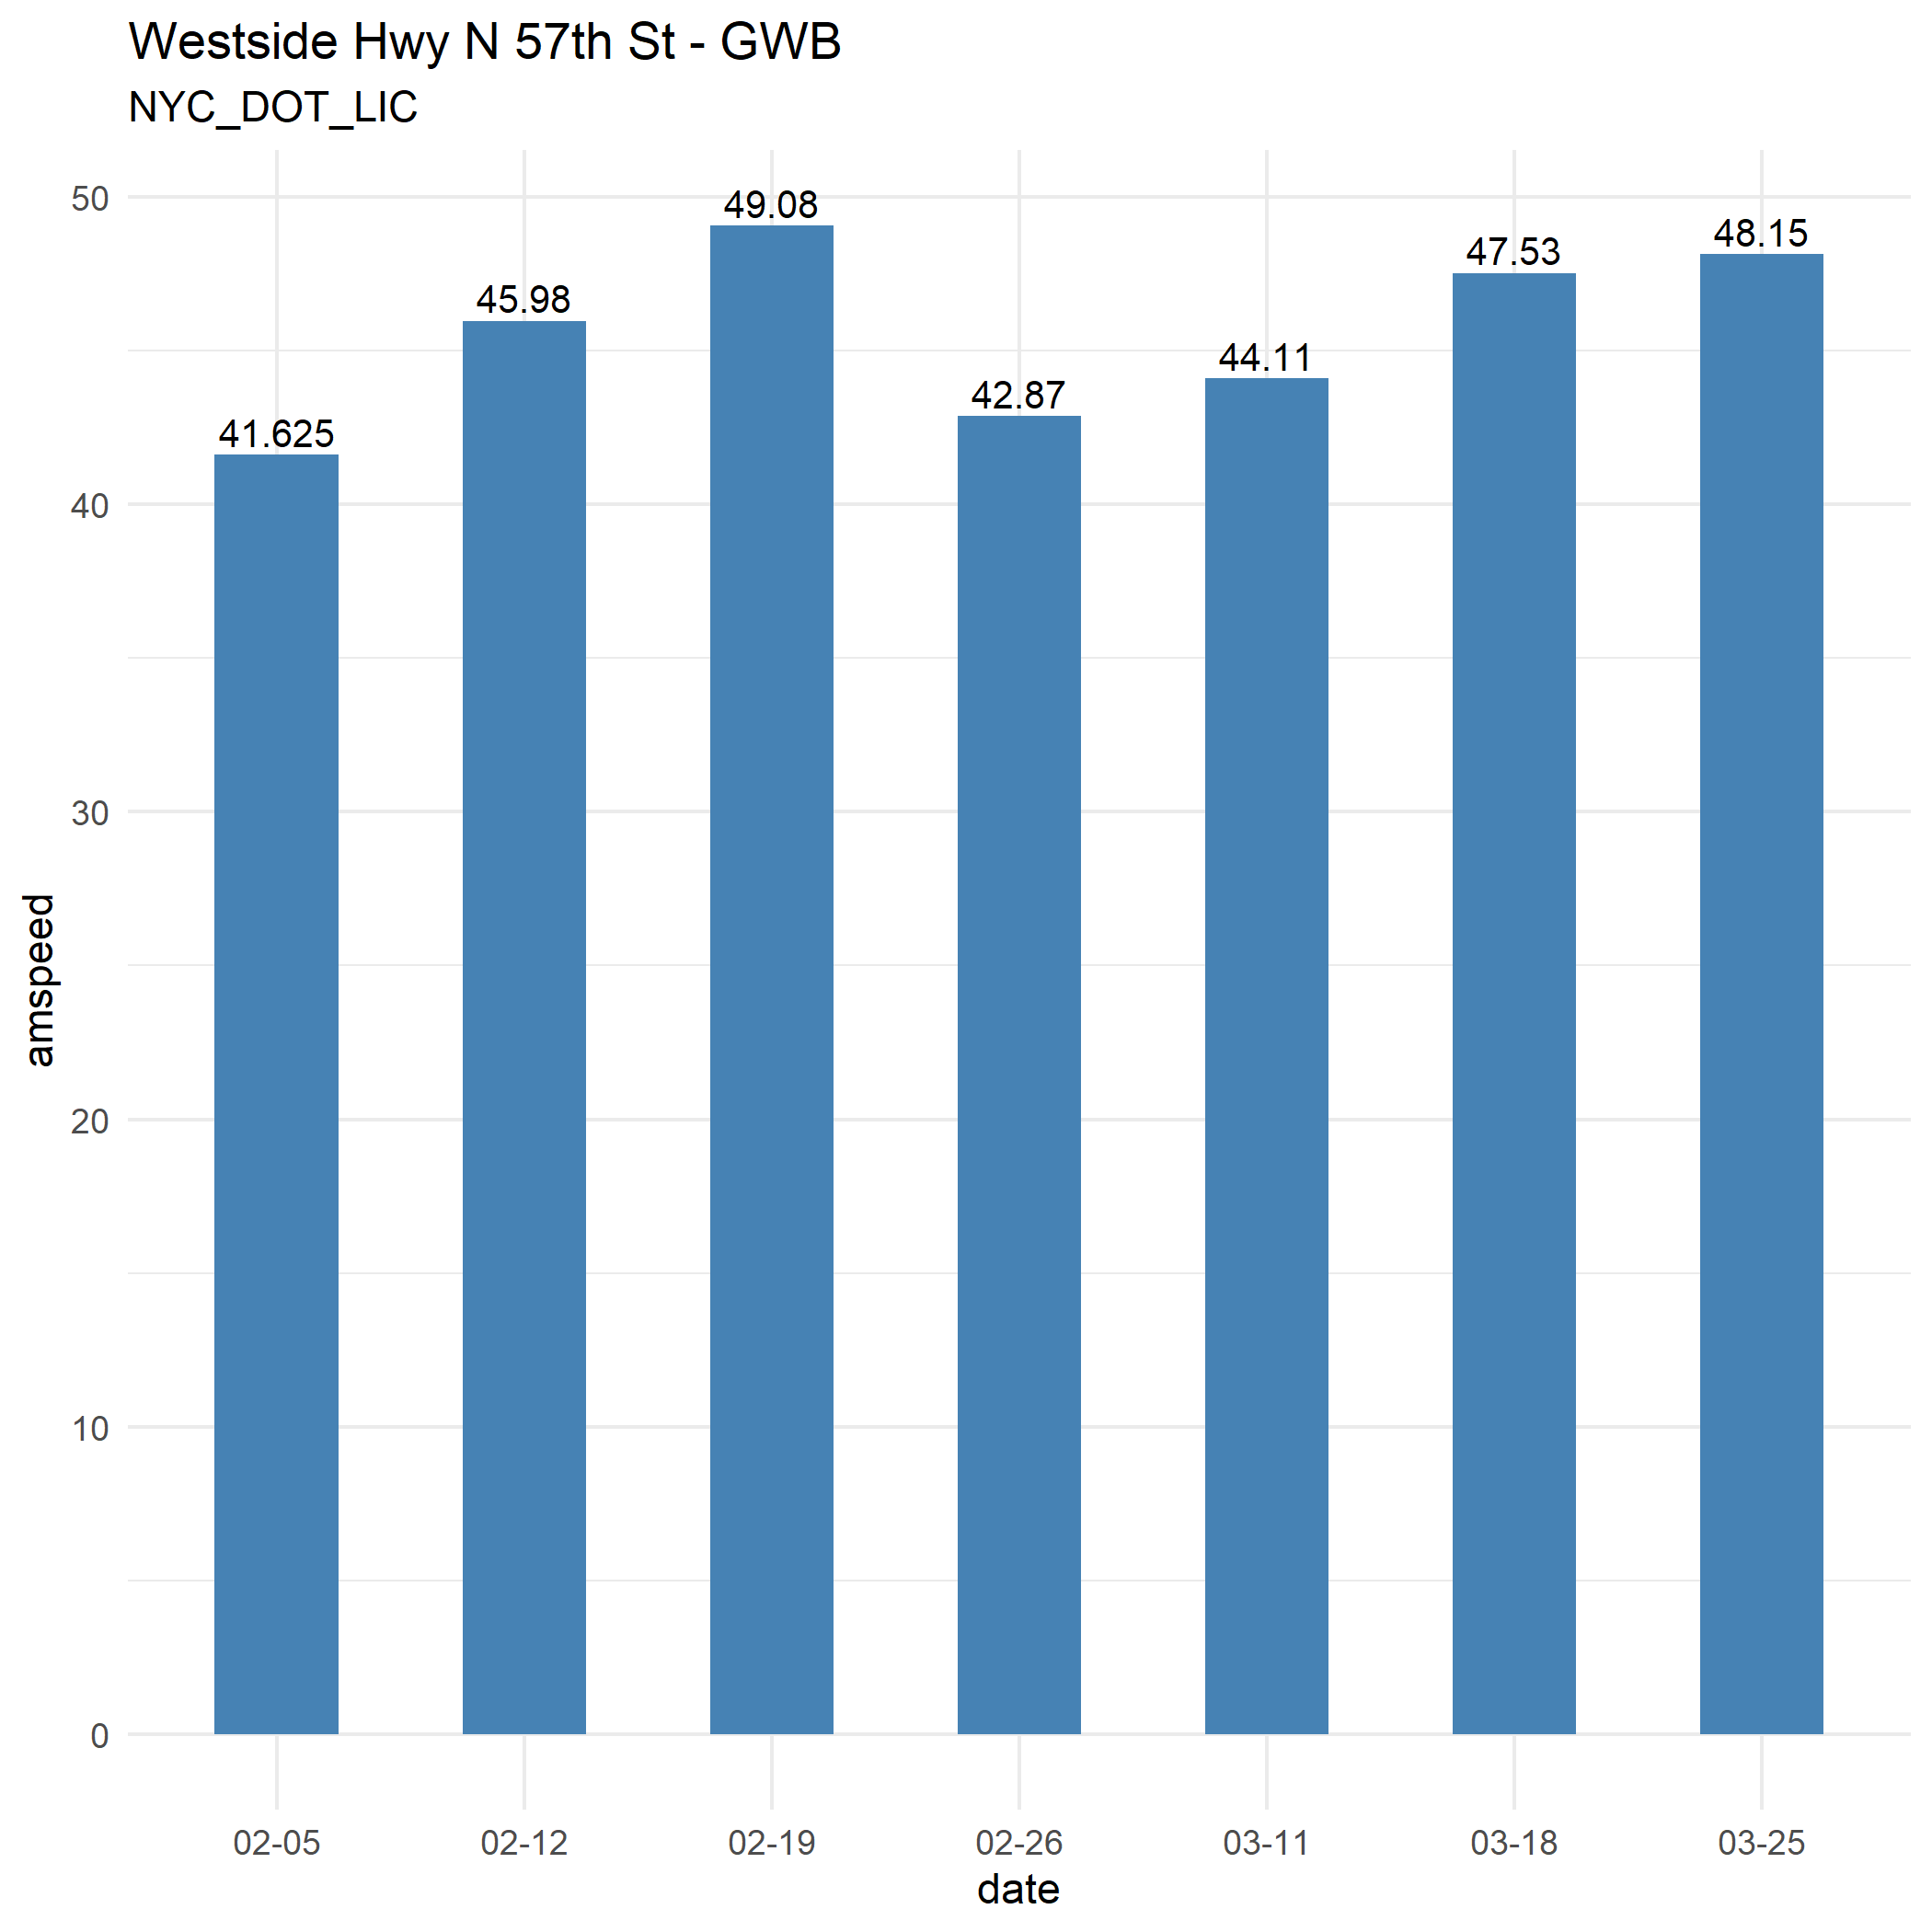 Westside Hwy N 57th St - GWB
NYC_DOT_LIC
50
40
30
20
10
0
amspeed
41.625
45.98
49.08
42.87
44.11
47.53
48.15
02-05 02-12 02-19 02-26 03-11 03-18 03-25
date